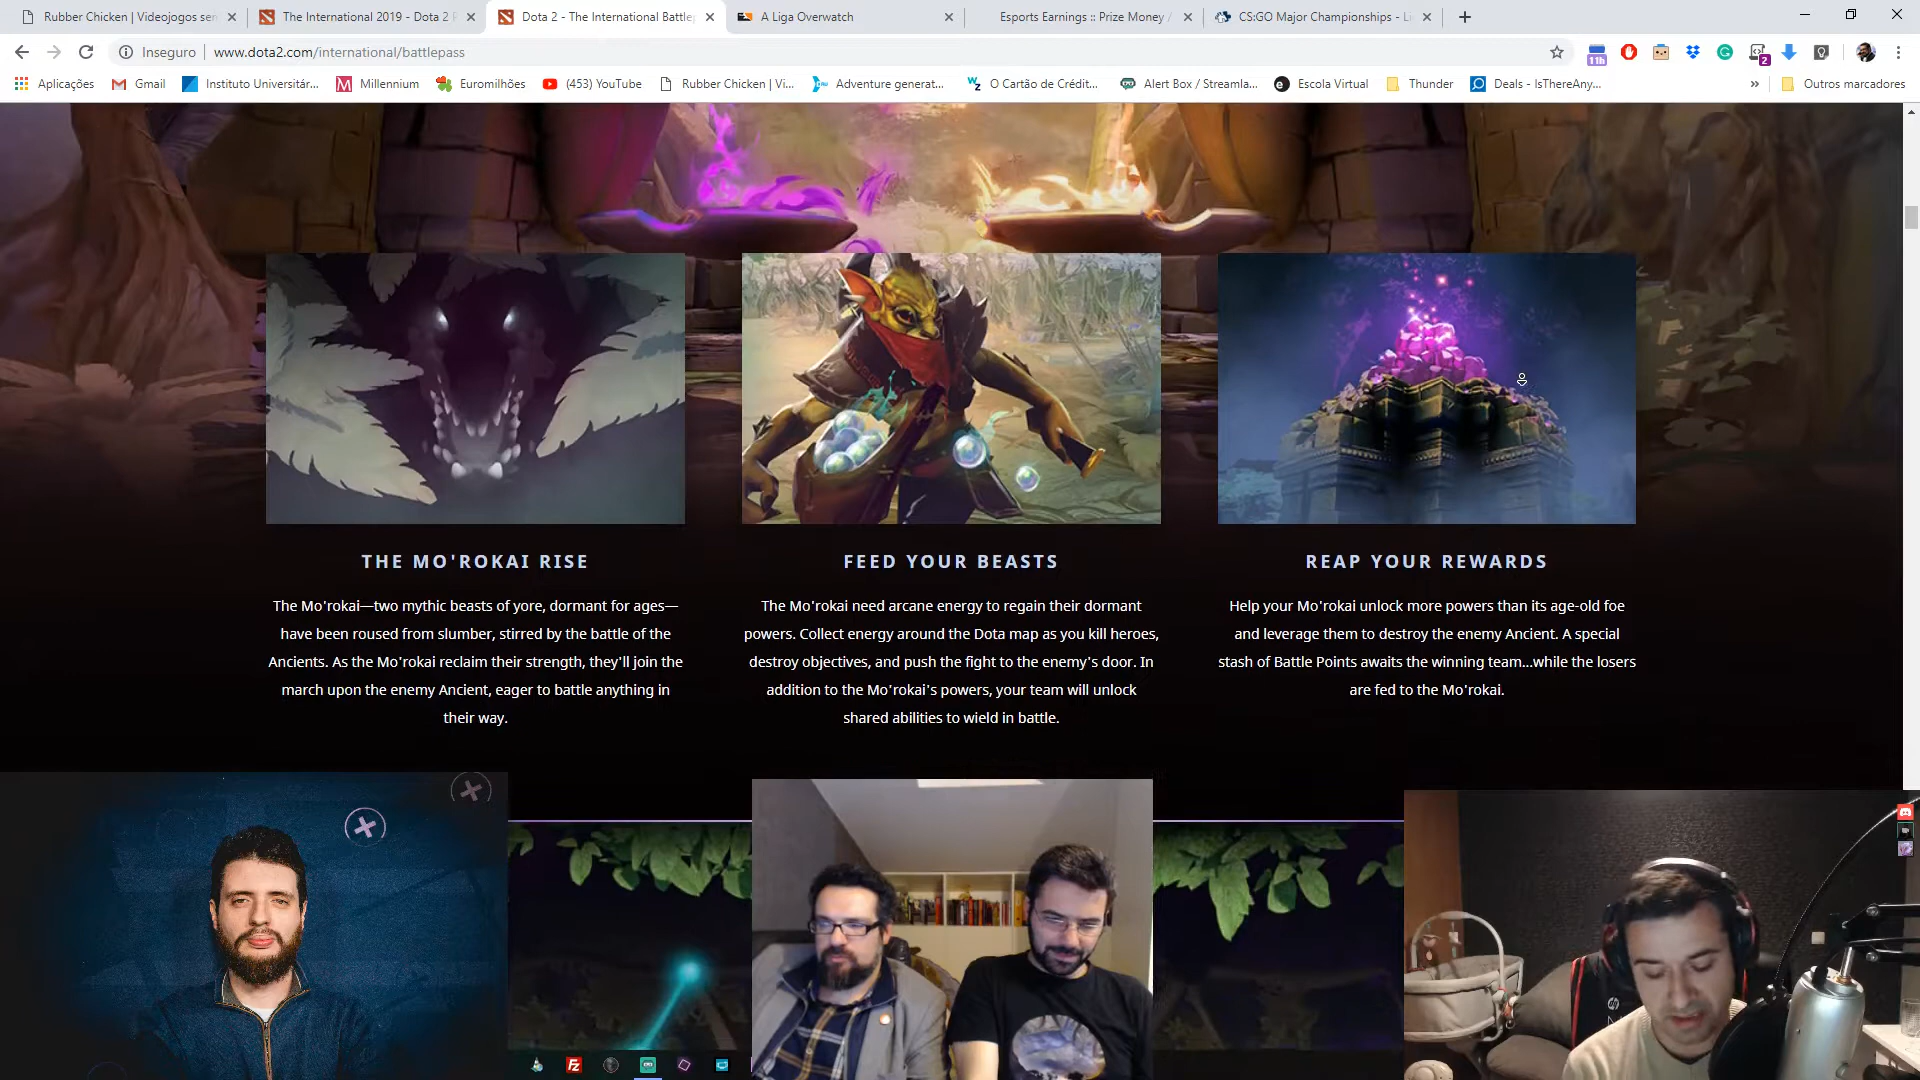 Rubber Chicken | Videojogos sen
The International 2019 - Dota 2 P
Dota 2 - The International Battle
A Liga Overwatch
Esports Earnings :: Prize Money /
CS:GO Major Championships - Li
Inseguro
www.dota2.com/international/battlepass
11h
2
Aplicações
Gmail
Instituto Universitár...
Millennium
Euromilhões
(453) YouTube
Rubber Chicken | Vi...
Adventure generat...
O Cartão de Crédit...
Alert Box / Streamla...
Escola Virtual
Thunder
Deals - IsThereAny...
Outros marcadores
THE MO'ROKAI RISE
The Mo'rokai—two mythic beasts of yore, dormant for ages—
have been roused from slumber, stirred by the battle of the
Ancients. As the Mo'rokai reclaim their strength, they'll join the
march upon the enemy Ancient, eager to battle anything in
their way.
FEED YOUR BEASTS
The Mo'rokai need arcane energy to regain their dormant
powers. Collect energy around the Dota map as you kill heroes,
destroy objectives, and push the fight to the enemy's door. In
addition to the Mo'rokai's powers, your team will unlock
shared abilities to wield in battle.
REAP YOUR REWARDS
Help your Mo'rokai unlock more powers than its age-old foe
and leverage them to destroy the enemy Ancient. A special
stash of Battle Points awaits the winning team...while the losers
are fed to the Mo'rokai.
Fz
hp